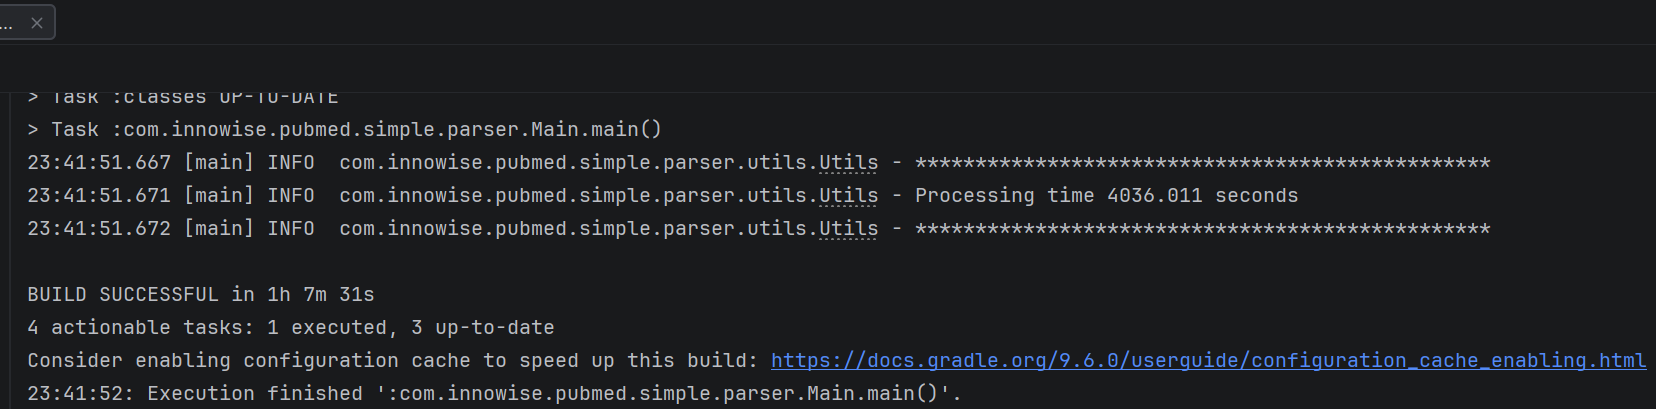 ...
> Task :classes UP-TO-DATE
> Task :com.innowise.pubmed.simple.parser.Main.main()
23:41:51.667 [main] INFO  com.innowise.pubmed.simple.parser.utils.Utils - ************************************************
23:41:51.671 [main] INFO  com.innowise.pubmed.simple.parser.utils.Utils - Processing time 4036.011 seconds
23:41:51.672 [main] INFO  com.innowise.pubmed.simple.parser.utils.Utils - ************************************************
BUILD SUCCESSFUL in 1h 7m 31s
4 actionable tasks: 1 executed, 3 up-to-date
Consider enabling configuration cache to speed up this build: https://docs.gradle.org/9.6.0/userguide/configuration_cache_enabling.html
23:41:52: Execution finished ':com.innowise.pubmed.simple.parser.Main.main()'.